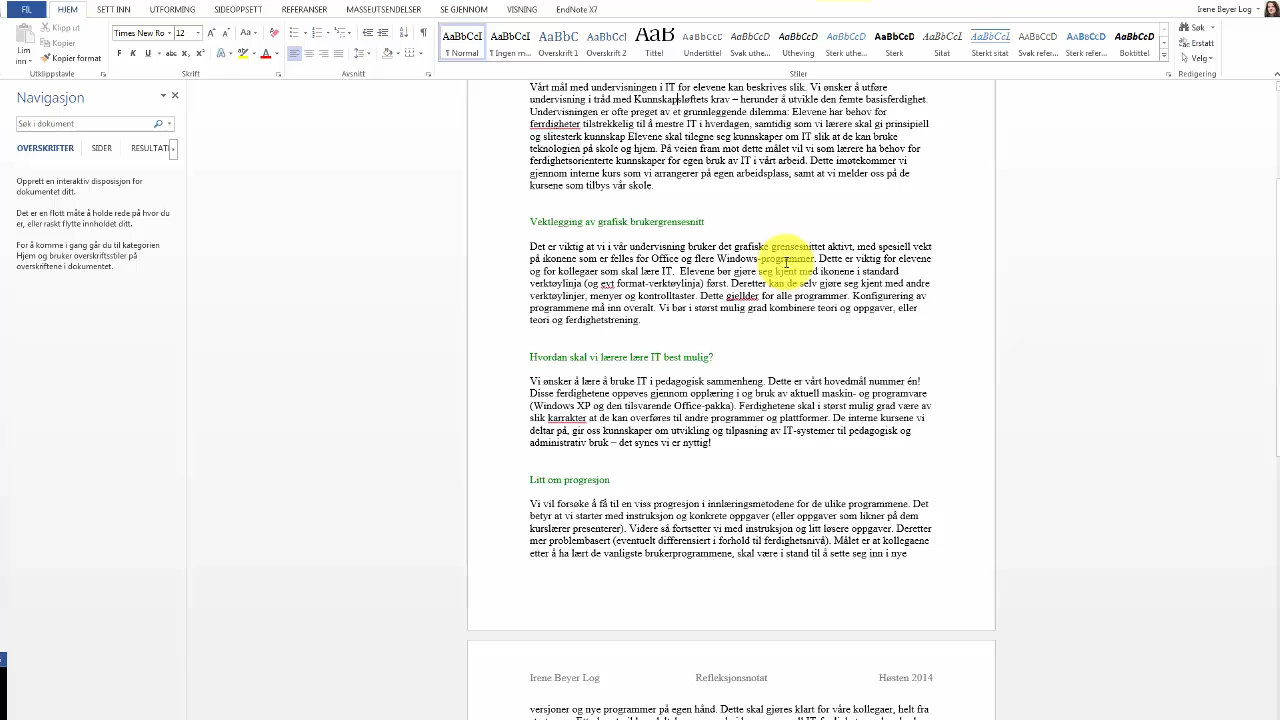 FIL HJEM SETT INN UTFORMING SIDEOPPSETT REFERANSER MASSEUTSENDELSER SE GJENNOM VISNING EndNote X7 Irene Beyer Log
Lim inn
Klipp ut
Kopier
Kopier format
Utklippstavle
Times New Ro 12
F K U abc x₂ x²
Skrift
Avsnitt
AaBbCcI AaBbCcI AaBbC AaBbCcI AaB AaBbCcD AaBbCcD AaBbCcD AaBbCcD AaBbCcD AaBbCcD AaBbCcI AaBbCcD AaBbCcD AaBbCcD
¶ Normal ¶ Ingen m... Overskrift 1 Overskrift 2 Tittel Undertittel Svak uthe... Utheving Sterk uthe... Sterk Sitat Sterkt sitat Svak refer... Sterk refer... Boktittel
Stiler
Søk
Erstatt
Velg
Redigering
Navigasjon
Søk i dokument
OVERSKRIFTER SIDER RESULTAT
Opprett en interaktiv disposisjon for
dokumentet ditt.
Det er en flott måte å holde rede på hvor du
er, eller raskt flytte innholdet ditt.
For å komme i gang går du til kategorien
Hjem og bruker overskriftsstiler på
overskriftene i dokumentet.
Vårt mål med undervisningen i IT for elevene kan beskrives slik. Vi ønsker å utføre
undervisning i tråd med Kunnskapsløftets krav – herunder å utvikle den femte basisferdighet.
Undervisningen er ofte preget av et grunnleggende dilemma: Elevene har behov for
ferrdigheter tilstrekkelig til å mestre IT i hverdagen, samtidig som vi lærere skal gi prinsipiell
og slitesterk kunnskap Elevene skal tilegne seg kunnskaper om IT slik at de kan bruke
teknologien på skole og hjem. På veien fram mot dette målet vil vi som lærere ha behov for
ferdighetsorienterte kunnskaper for egen bruk av IT i vårt arbeid. Dette imøtekommer vi
gjennom interne kurs som vi arrangerer på egen arbeidsplass, samt at vi melder oss på de
kursene som tilbys vår skole.
Vektlegging av grafisk brukergrensesnitt
Det er viktig at vi i vår undervisning bruker det grafiske grensesnittet aktivt, med spesiell vekt
på ikonene som er felles for Office og flere Windows-programmer. Dette er viktig for elevene
og for kollegaer som skal lære IT.  Elevene bør gjøre seg kjent med ikonene i standard
verktøylinja (og evt format-verktøylinja) først. Deretter kan de selv gjøre seg kjent med andre
verktøylinjer, menyer og kontrolltaster. Dette gjellder for alle programmer. Konfigurering av
programmene må inn overalt. Vi bør i størst mulig grad kombinere teori og oppgaver, eller
teori og ferdighetstrening.
Hvordan skal vi lærere lære IT best mulig?
Vi ønsker å lære å bruke IT i pedagogisk sammenheng. Dette er vårt hovedmål nummer én!
Disse ferdighetene oppøves gjennom opplæring i og bruk av aktuell maskin- og programvare
(Windows XP og den tilsvarende Office-pakka). Ferdighetene skal i størst mulig grad være av
slik karrakter at de kan overføres til andre programmer og plattformer. De interne kursene vi
deltar på, gir oss kunnskaper om utvikling og tilpasning av IT-systemer til pedagogisk og
administrativ bruk – det synes vi er nyttig!
Litt om progresjon
Vi vil forsøke å få til en viss progresjon i innlæringsmetodene for de ulike programmene. Det
betyr at vi starter med instruksjon og konkrete oppgaver (eller oppgaver som likner på dem
kurslærer presenterer). Videre så fortsetter vi med instruksjon og litt løsere oppgaver. Deretter
mer problembasert (eventuelt differensiert i forhold til ferdighetsnivå). Målet er at kollegaene
etter å ha lært de vanligste brukerprogrammene, skal være i stand til å sette seg inn i nye
Irene Beyer Log Refleksjonsnotat Høsten 2014
versjoner og nye programmer på egen hånd. Dette skal gjøres klart for våre kollegaer, helt fra